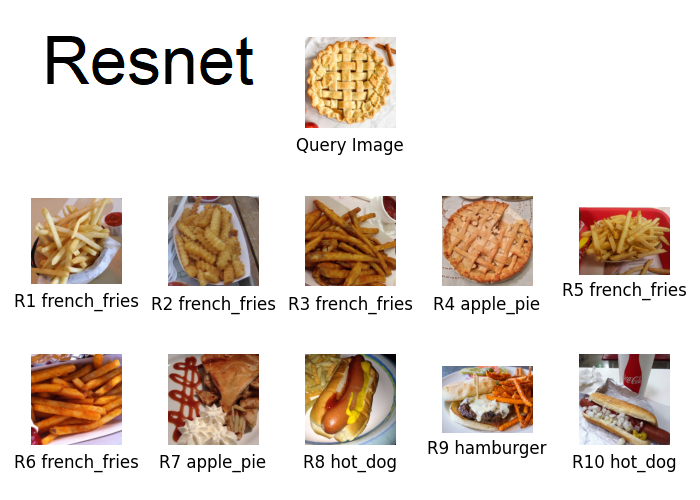 Resnet
Query Image
R1 french_fries
R2 french_fries
R3 french_fries
R4 apple_pie
R5 french_fries
R6 french_fries
R7 apple_pie
R8 hot_dog
R9 hamburger
R10 hot_dog